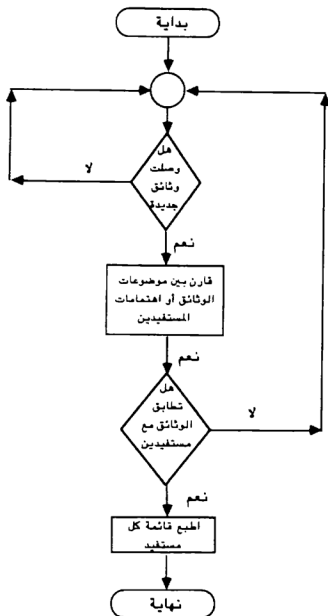 بداية
هل
وصلت
وثائق
جديدة
لا
نعم
قارن بين موضوعات
الوثائق أو اهتمامات
المستفيدين
نعم
هل
تطابق
الوثائق مع
مستفيدين
لا
نعم
اطبع قائمة كل
مستفيد
نهاية